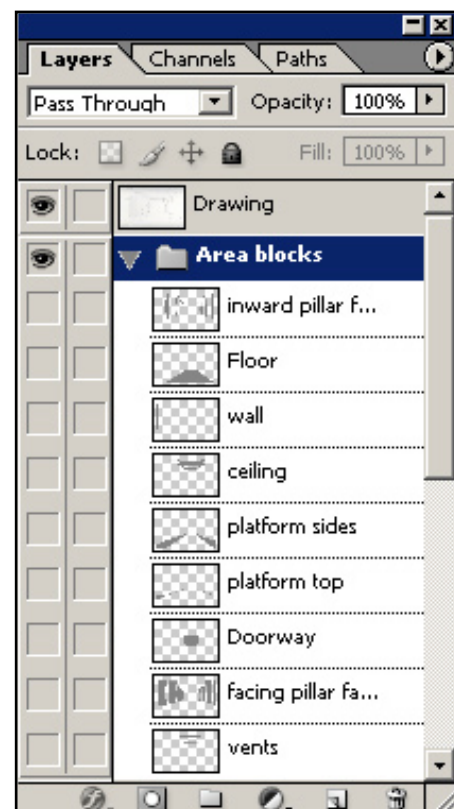 Layers Channels Paths
Pass Through Opacity: 100%
Lock: Fill: 100%
Drawing
Area blocks
inward pillar f...
Floor
wall
ceiling
platform sides
platform top
Doorway
facing pillar fa...
vents